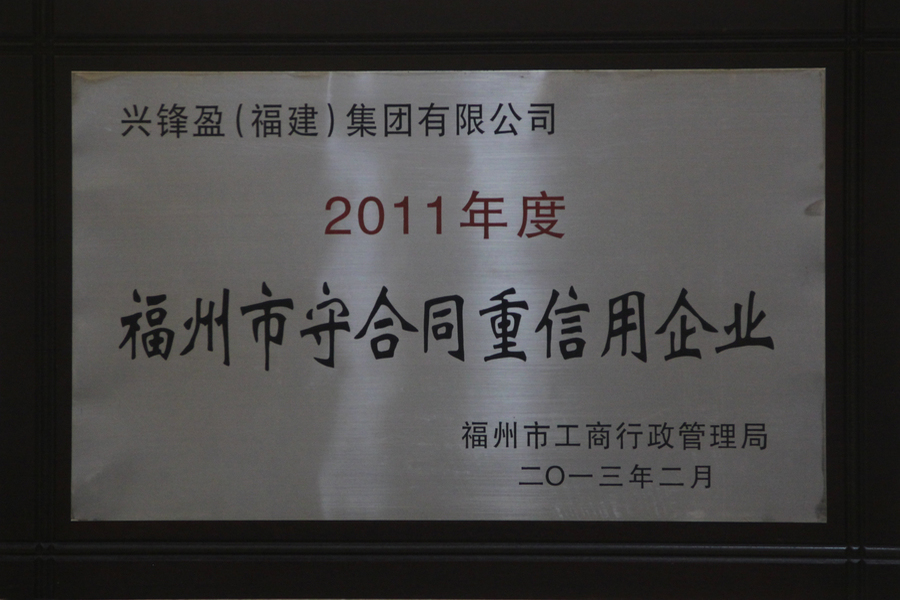 兴锋盈(福建)集团有限公司
2011年度
福州市守合同重信用企业
福州市工商行政管理局
二〇一三年二月